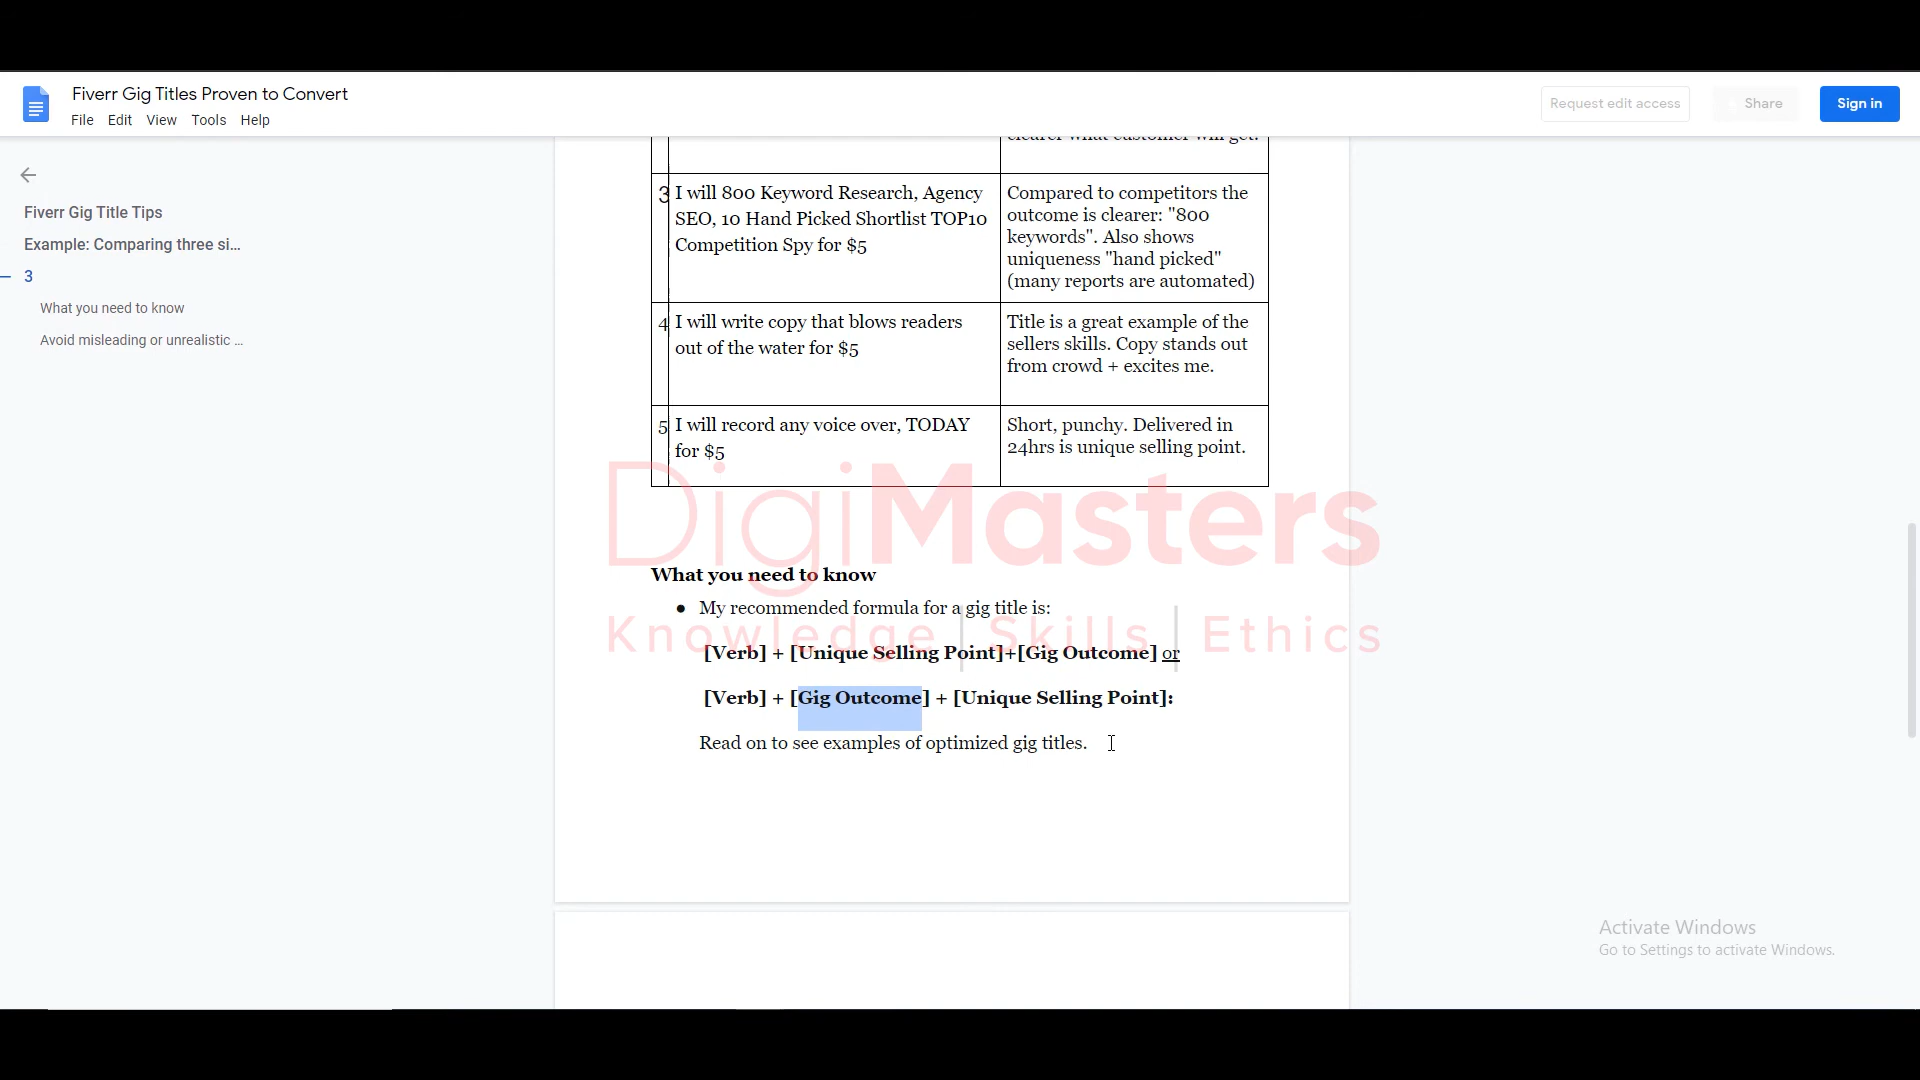 Fiverr Gig Titles Proven to Convert
File Edit View Tools Help
Request edit access
Share
Sign in
Fiverr Gig Title Tips
Example: Comparing three si...
3
What you need to know
Avoid misleading or unrealistic ...
clearer what customer will get.
3
I will 800 Keyword Research, Agency
SEO, 10 Hand Picked Shortlist TOP10
Competition Spy for $5
Compared to competitors the
outcome is clearer: "800
keywords". Also shows
uniqueness "hand picked"
(many reports are automated)
4
I will write copy that blows readers
out of the water for $5
Title is a great example of the
sellers skills. Copy stands out
from crowd + excites me.
5
I will record any voice over, TODAY
for $5
Short, punchy. Delivered in
24hrs is unique selling point.
DigiMasters
Knowledge | Skills | Ethics
What you need to know
● My recommended formula for a gig title is:
[Verb] + [Unique Selling Point]+[Gig Outcome] or
[Verb] + [Gig Outcome] + [Unique Selling Point]:
Read on to see examples of optimized gig titles.
Activate Windows
Go to Settings to activate Windows.